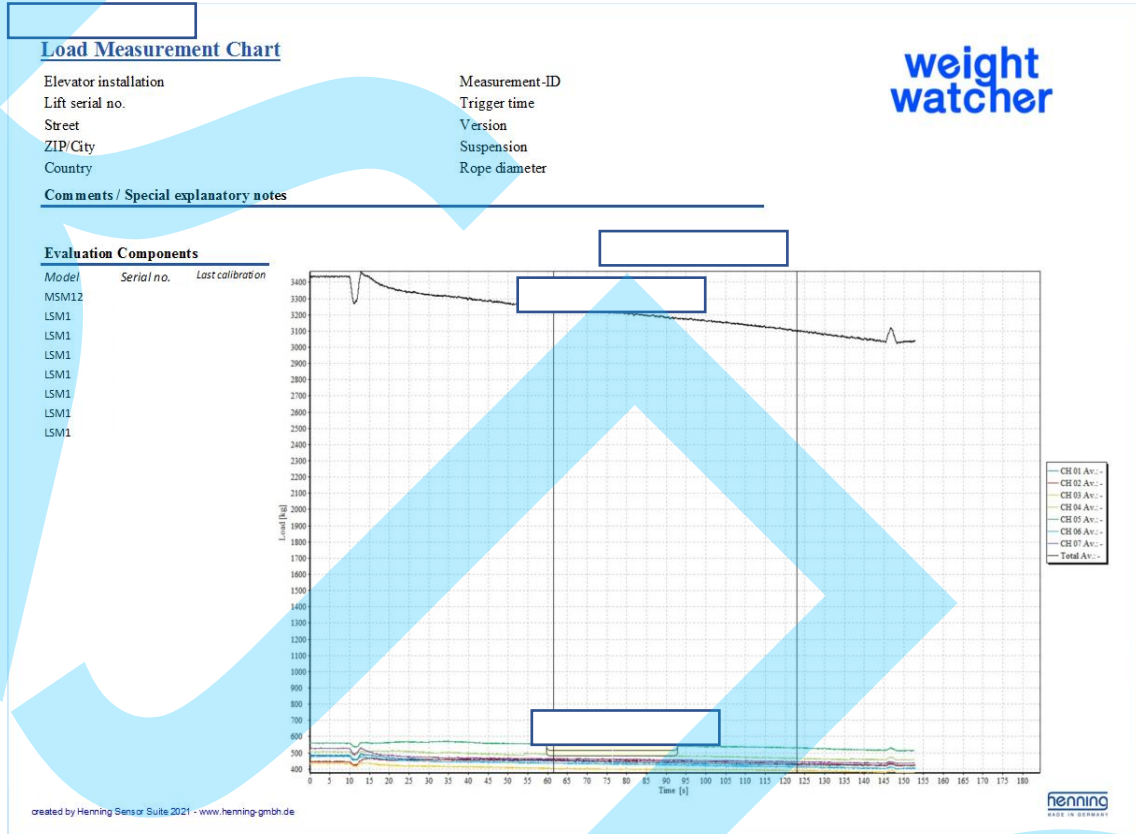 Load Measurement Chart
weight
watcher
Elevator installation
Lift serial no.
Street
ZIP/City
Country
Measurement-ID
Trigger time
Version
Suspension
Rope diameter
Comments / Special explanatory notes
Evaluation Components
Model Serial no. Last calibration
MSM12
LSM1
LSM1
LSM1
LSM1
LSM1
LSM1
LSM1
3400
3300
3200
3100
3000
2900
2800
2700
2600
2500
2400
2300
2200
2100
2000
1900
1800
1700
1600
1500
1400
1300
1200
1100
1000
900
800
700
600
500
400
Load [kg]
0 5 10 15 20 25 30 35 40 45 50 55 60 65 70 75 80 85 90 95 100 105 110 115 120 125 130 135 140 145 150 155 160 165 170 175 180
Time [s]
CH 01 Av.: -
CH 02 Av.: -
CH 03 Av.: -
CH 04 Av.: -
CH 05 Av.: -
CH 06 Av.: -
CH 07 Av.: -
Total Av.: -
created by Henning Sensor Suite 2021 - www.henning-gmbh.de
henning
MADE IN GERMANY